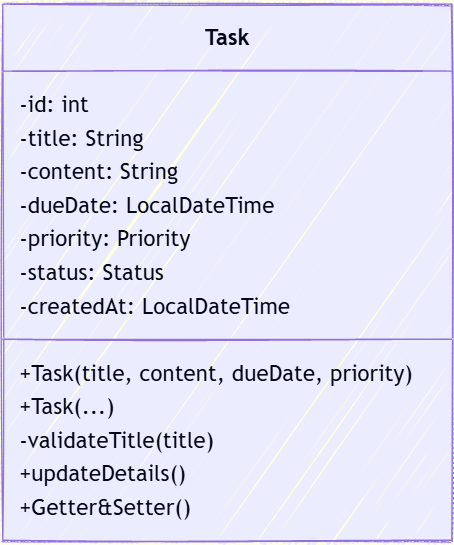 Task
-id: int
-title: String
-content: String
-dueDate: LocalDateTime
-priority: Priority
-status: Status
-createdAt: LocalDateTime
+Task(title, content, dueDate, priority)
+Task(...)
-validateTitle(title)
+updateDetails()
+Getter&Setter()